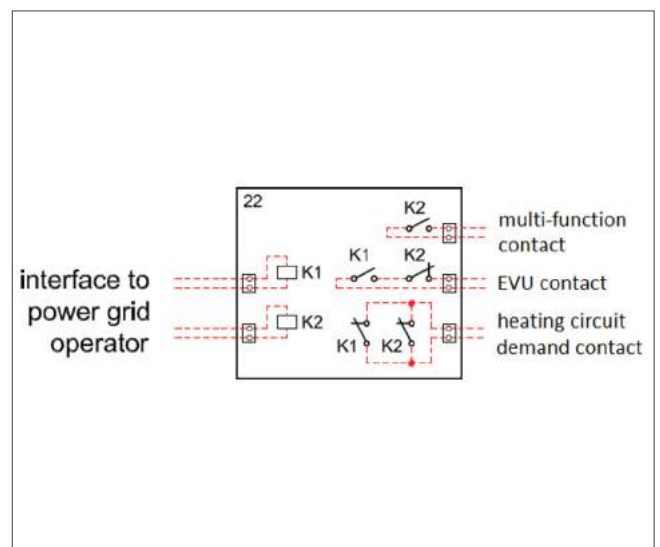 22
K2
multi-function
contact
K1
K1 K2
EVU contact
interface to
power grid
operator
K2
K1 K2
heating circuit
demand contact